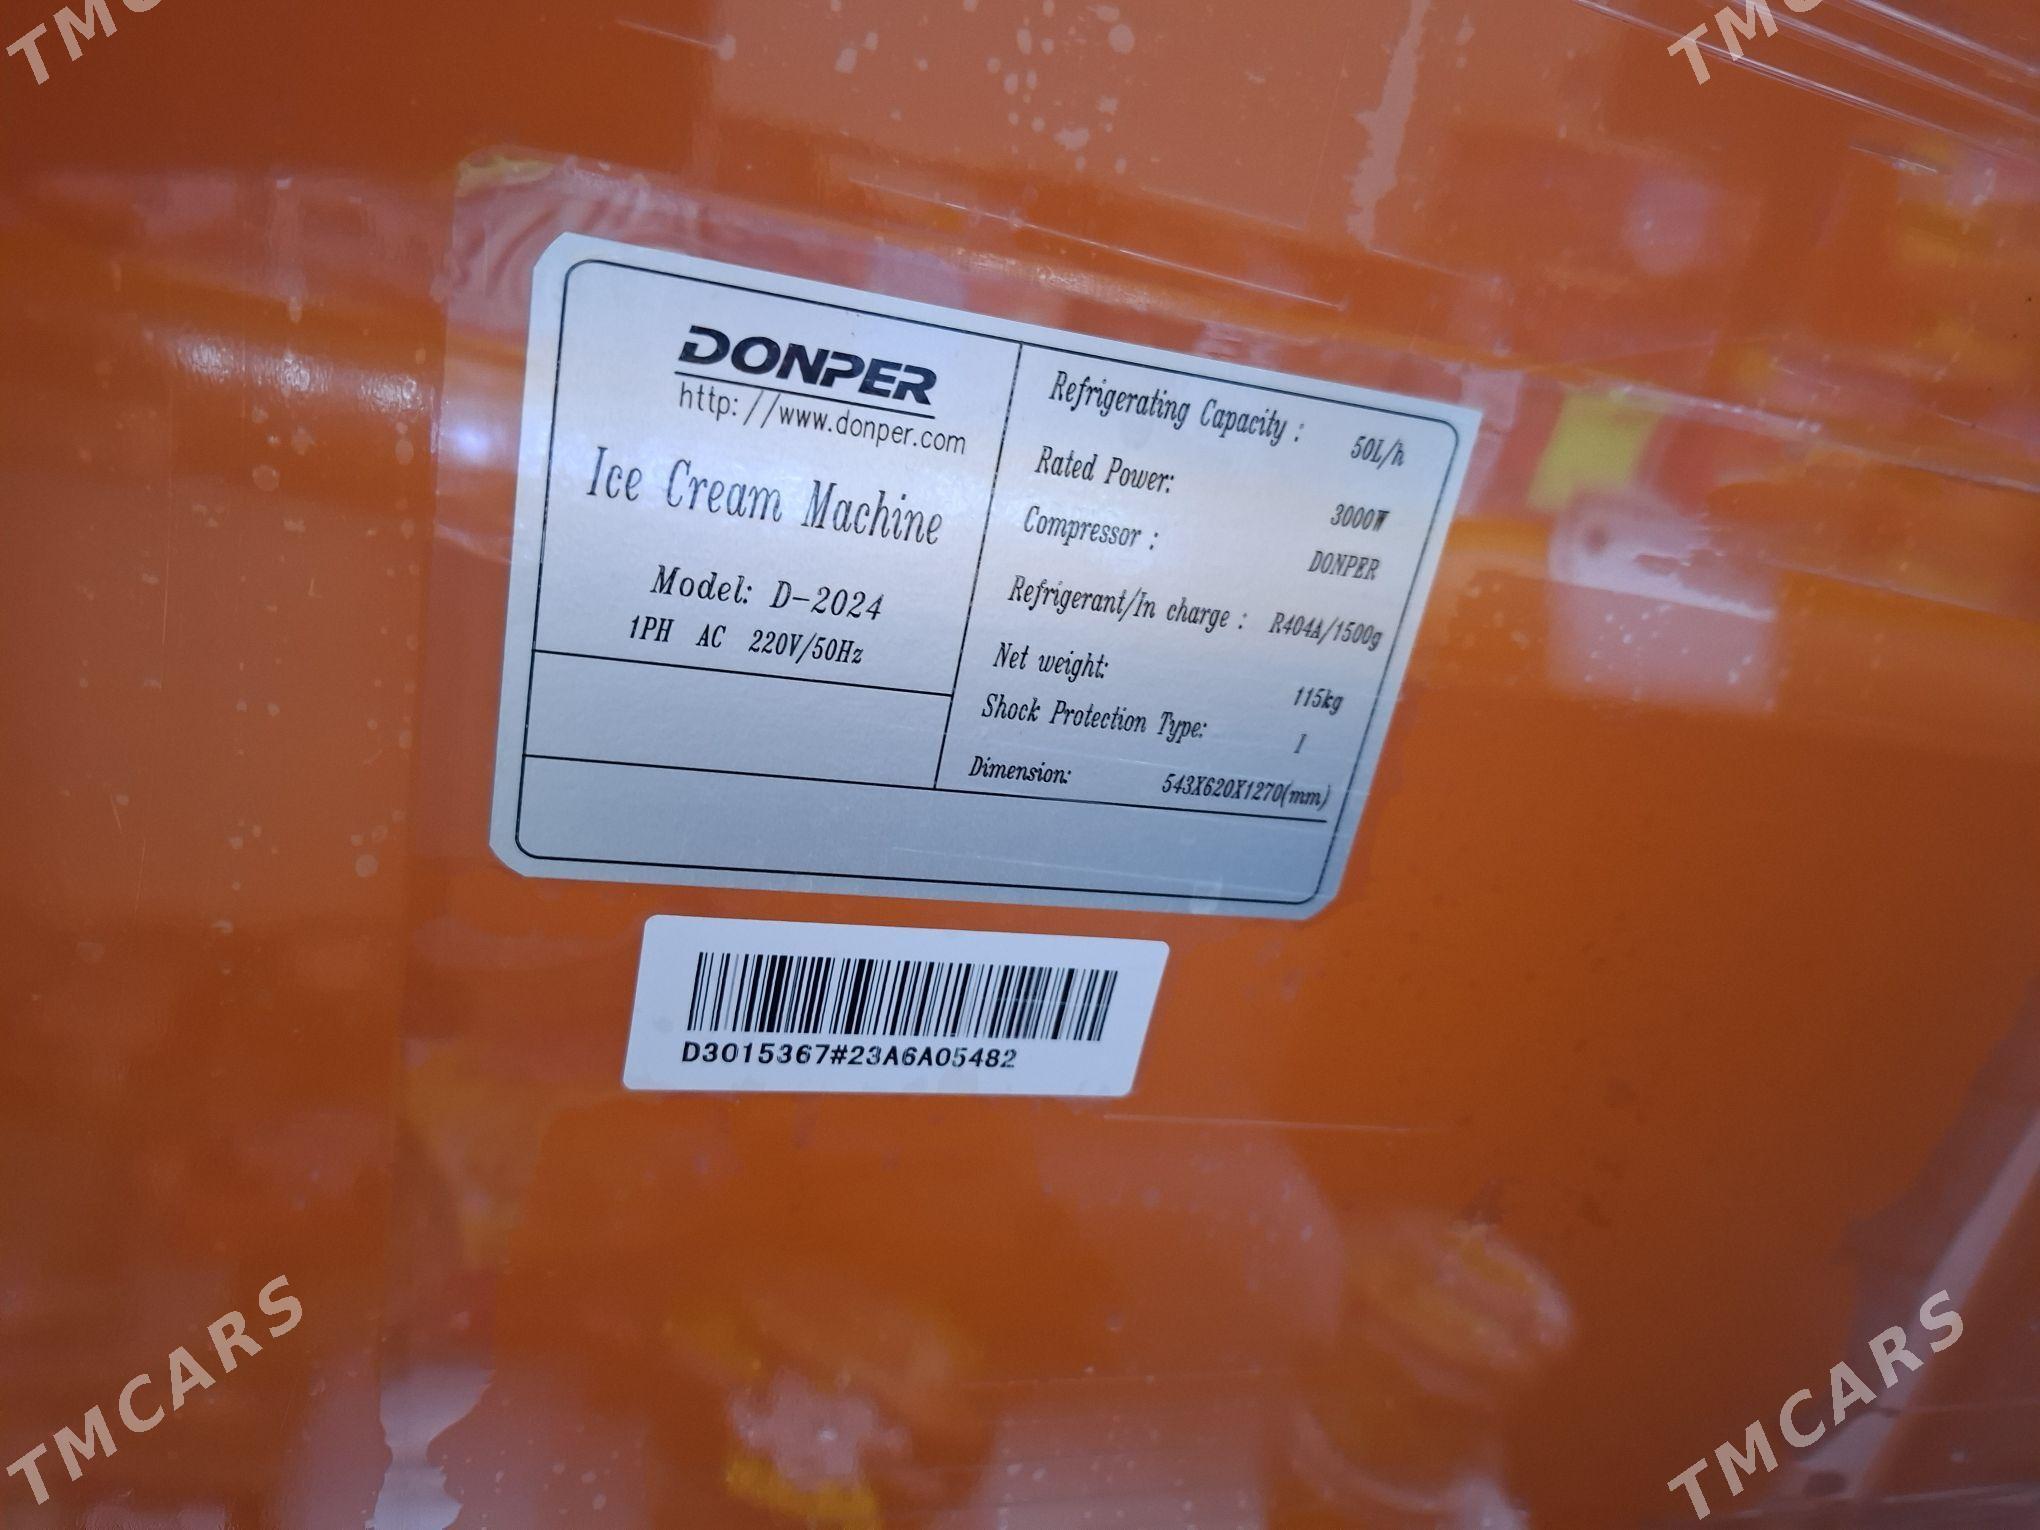 DONPER
http://www.donper.com
Ice Cream Machine
Model: D-2024
1PH AC 220V/50Hz
Refrigerating Capacity : 50L/h
Rated Power: 3000W
Compressor : DONPER
Refrigerant/In charge : R404A/1500g
Net weight: 115kg
Shock Protection Type: I
Dimension: 543X620X1270(mm)
D3015367#23A6A05482
TMCARS
TMCARS